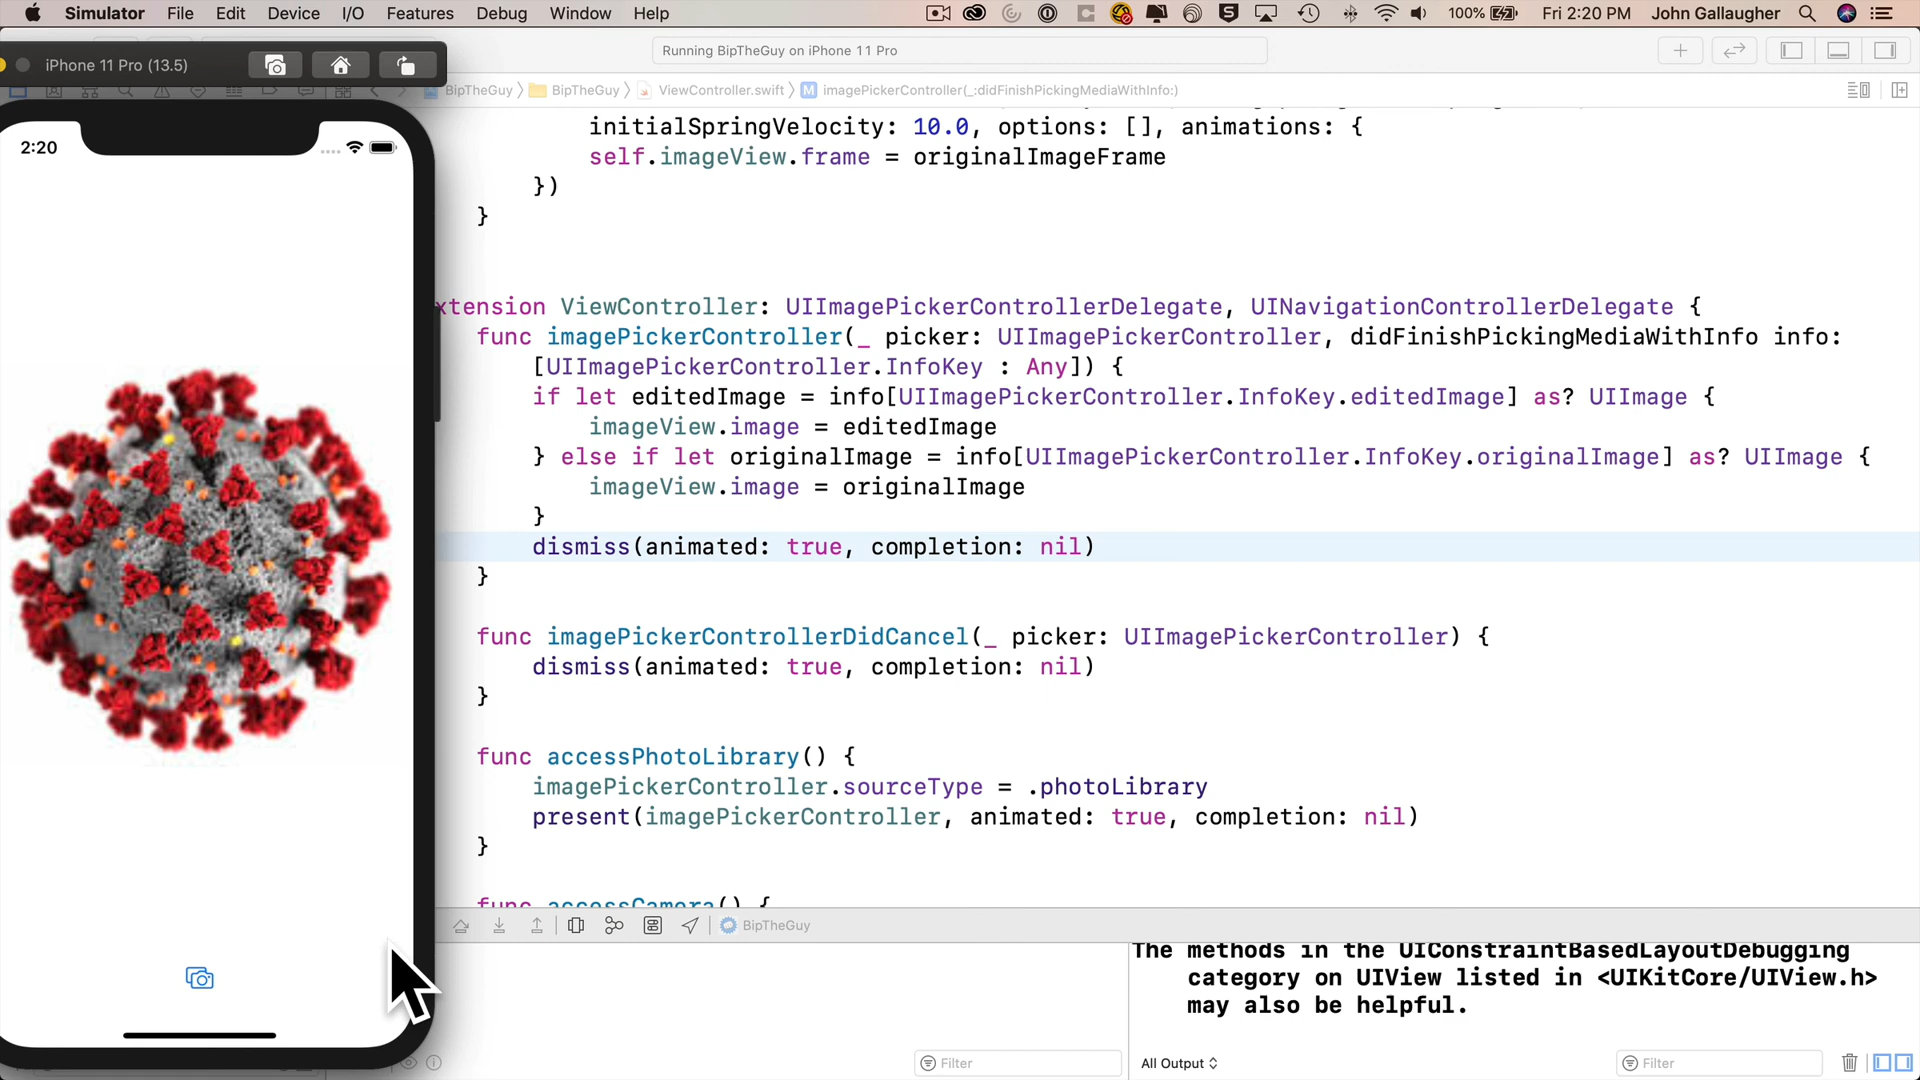 Simulator File Edit Device I/O Features Debug Window Help 100% Fri 2:20 PM John Gallaugher
Running BipTheGuy on iPhone 11 Pro
iPhone 11 Pro (13.5)
BipTheGuy BipTheGuy ViewController.swift M imagePickerController(_:didFinishPickingMediaWithInfo:)
2:20
initialSpringVelocity: 10.0, options: [], animations: {
self.imageView.frame = originalImageFrame
})
}
xtension ViewController: UIImagePickerControllerDelegate, UINavigationControllerDelegate {
func imagePickerController(_ picker: UIImagePickerController, didFinishPickingMediaWithInfo info:
[UIImagePickerController.InfoKey : Any]) {
if let editedImage = info[UIImagePickerController.InfoKey.editedImage] as? UIImage {
imageView.image = editedImage
} else if let originalImage = info[UIImagePickerController.InfoKey.originalImage] as? UIImage {
imageView.image = originalImage
}
dismiss(animated: true, completion: nil)
}
func imagePickerControllerDidCancel(_ picker: UIImagePickerController) {
dismiss(animated: true, completion: nil)
}
func accessPhotoLibrary() {
imagePickerController.sourceType = .photoLibrary
present(imagePickerController, animated: true, completion: nil)
}
func accessCamera() {
BipTheGuy
The methods in the UIConstraintBasedLayoutDebugging
category on UIView listed in <UIKitCore/UIView.h>
may also be helpful.
Filter
All Output
Filter